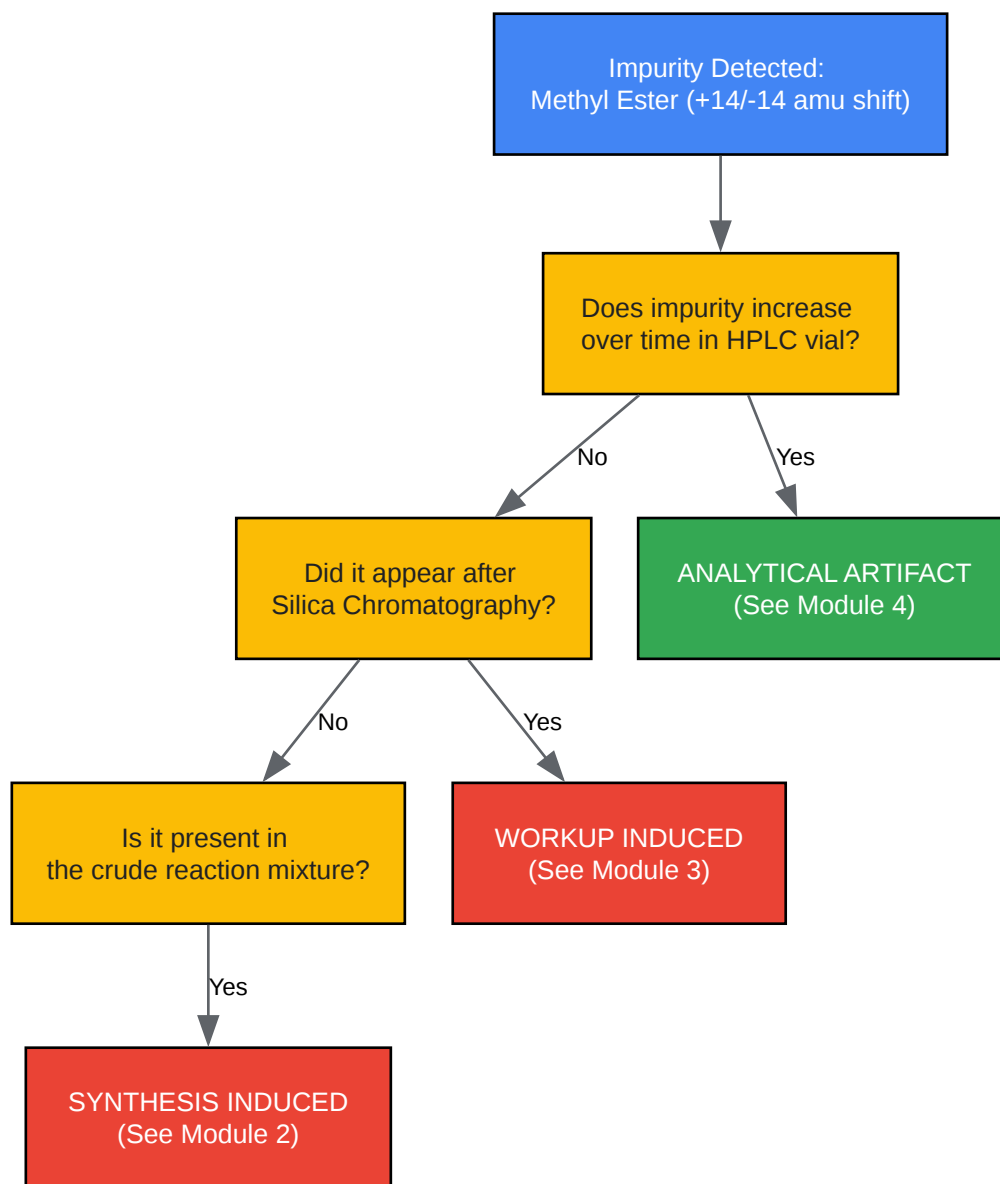 Impurity Detected:
Methyl Ester (+14/-14 amu shift)
Does impurity increase
over time in HPLC vial?
No
Yes
Did it appear after
Silica Chromatography?
ANALYTICAL ARTIFACT
(See Module 4)
No
Yes
Is it present in
the crude reaction mixture?
WORKUP INDUCED
(See Module 3)
Yes
SYNTHESIS INDUCED
(See Module 2)